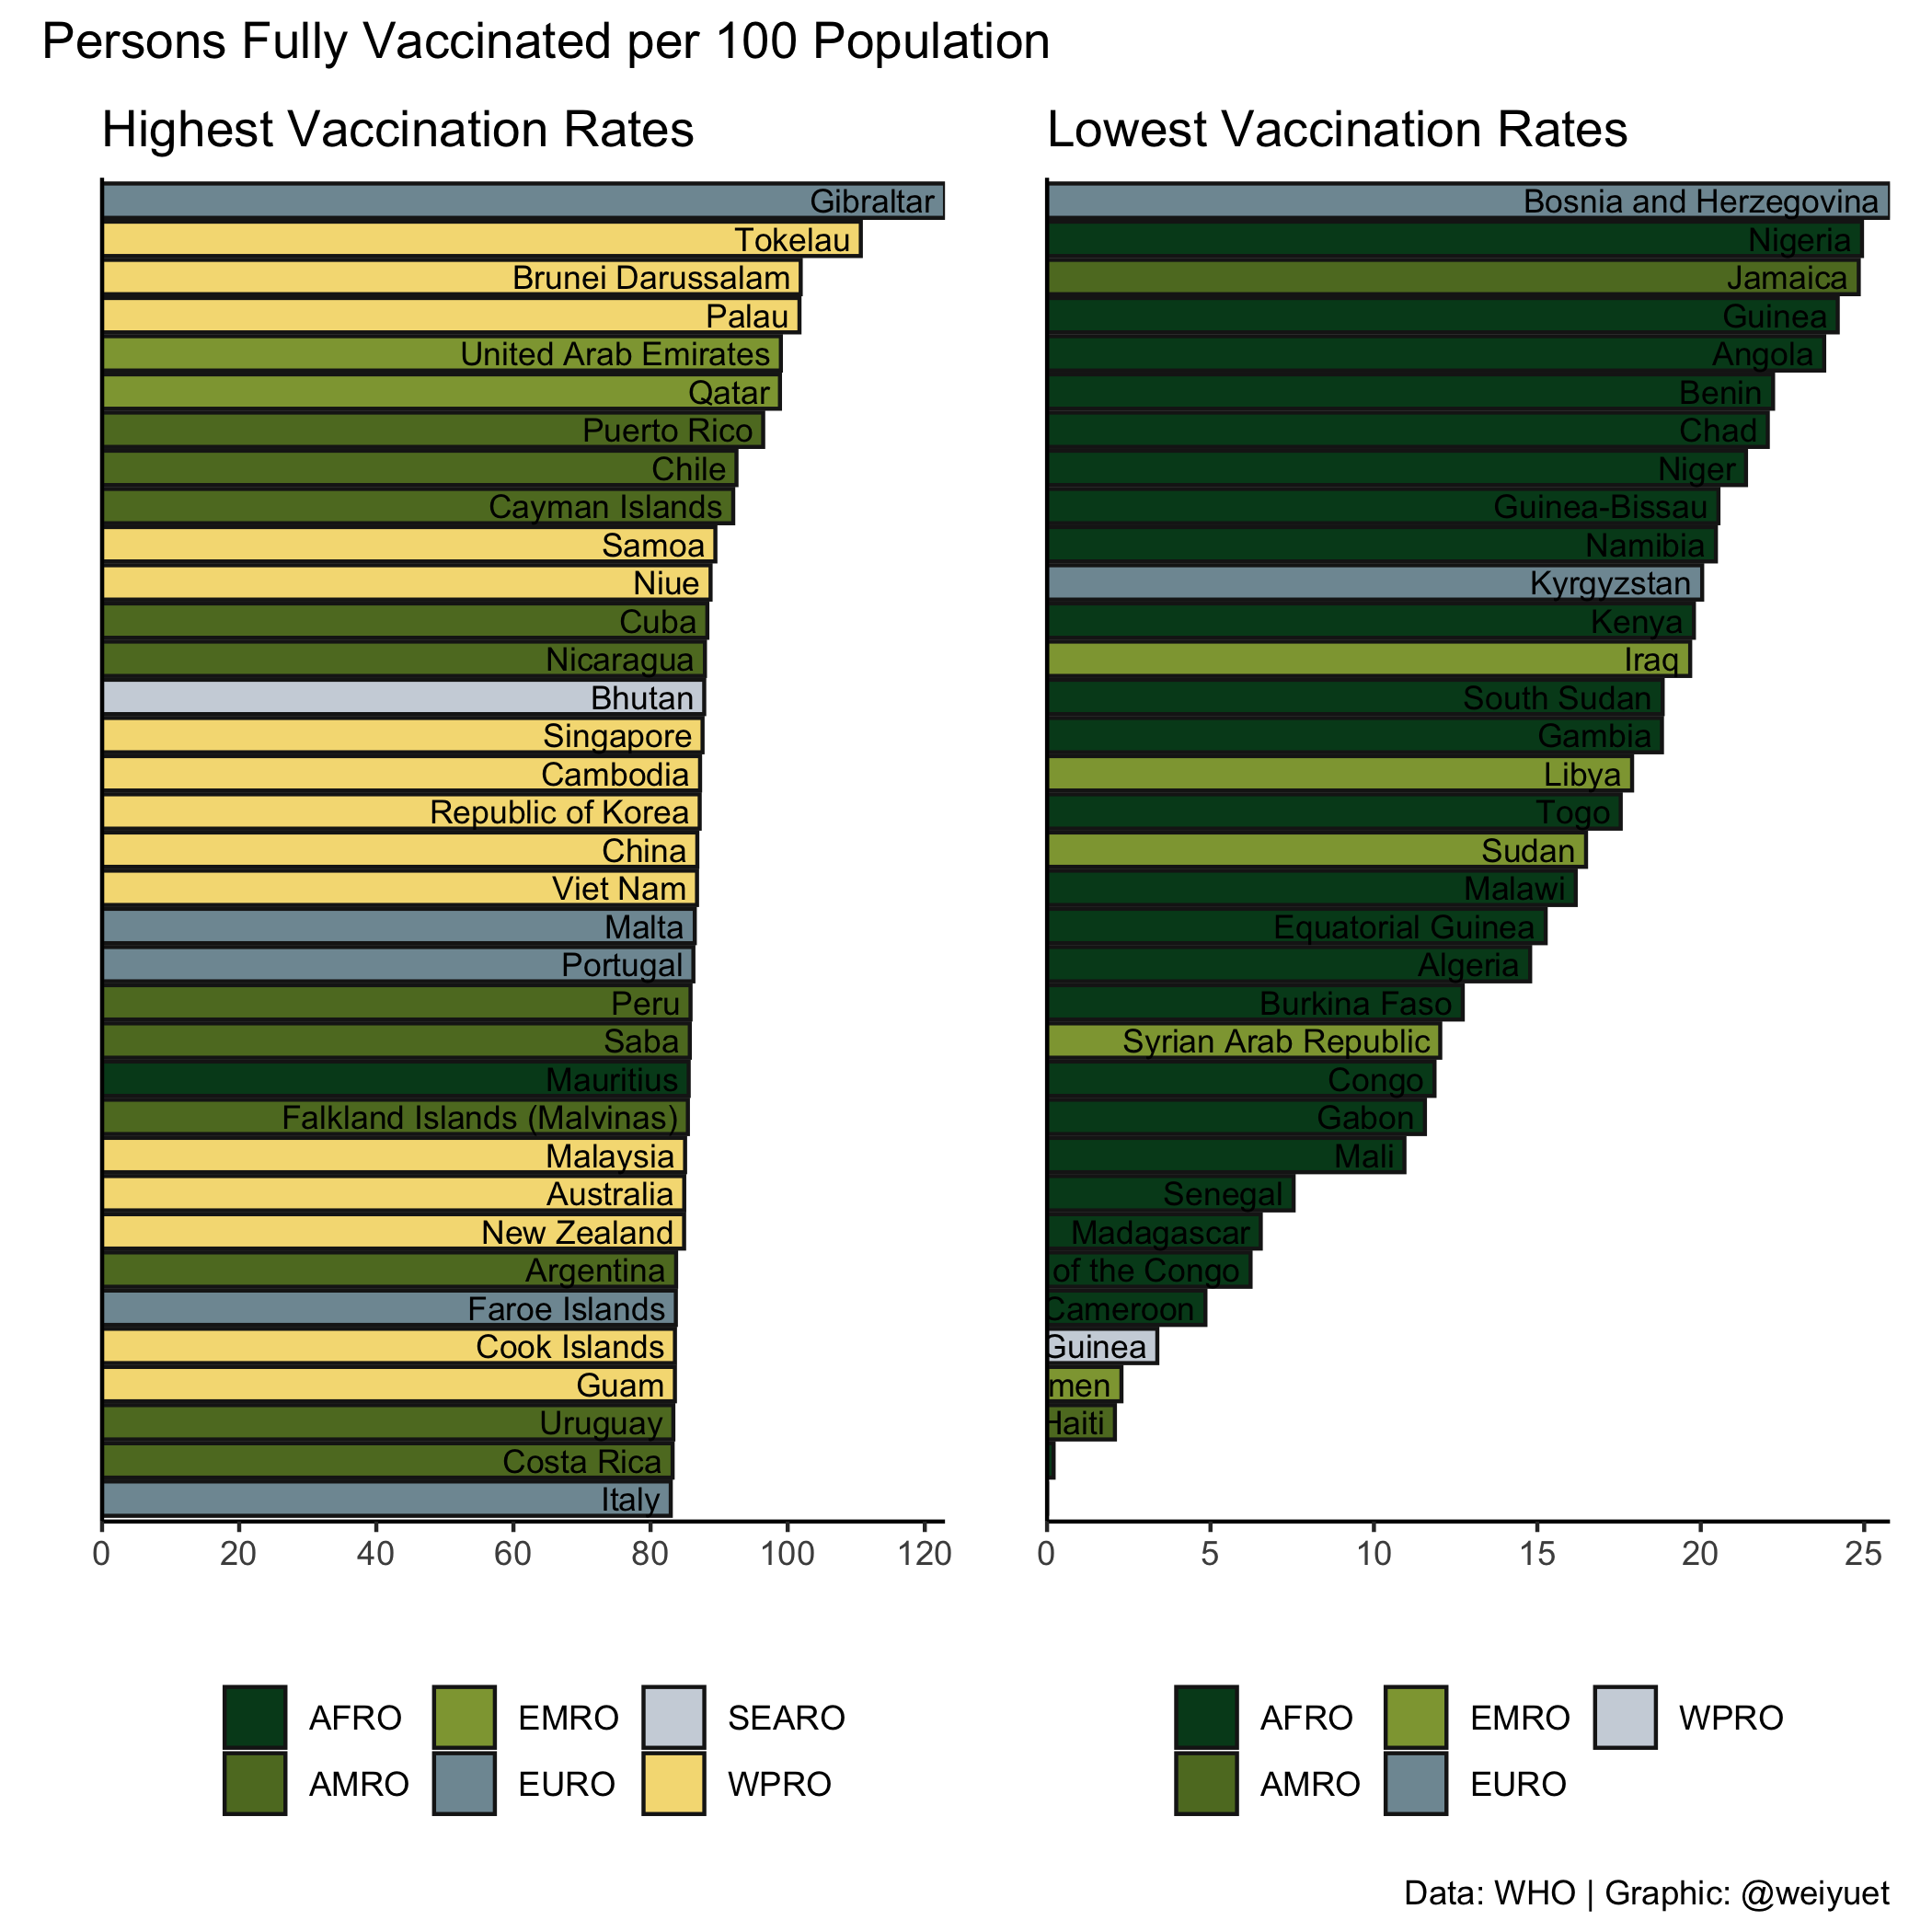 Persons Fully Vaccinated per 100 Population
Highest Vaccination Rates
Gibraltar
Tokelau
Brunei Darussalam
Palau
United Arab Emirates
Qatar
Puerto Rico
Chile
Cayman Islands
Samoa
Niue
Cuba
Nicaragua
Bhutan
Singapore
Cambodia
Republic of Korea
China
Viet Nam
Malta
Portugal
Peru
Saba
Mauritius
Falkland Islands (Malvinas)
Malaysia
Australia
New Zealand
Argentina
Faroe Islands
Cook Islands
Guam
Uruguay
Costa Rica
Italy
0 20 40 60 80 100 120
AFRO EMRO SEARO
AMRO EURO WPRO
Lowest Vaccination Rates
Bosnia and Herzegovina
Nigeria
Jamaica
Guinea
Angola
Benin
Chad
Niger
Guinea-Bissau
Namibia
Kyrgyzstan
Kenya
Iraq
South Sudan
Gambia
Libya
Togo
Sudan
Malawi
Equatorial Guinea
Algeria
Burkina Faso
Syrian Arab Republic
Congo
Gabon
Mali
Senegal
Madagascar
of the Congo
Cameroon
Guinea
men
Haiti
0 5 10 15 20 25
AFRO EMRO WPRO
AMRO EURO
Data: WHO | Graphic: @weiyuet